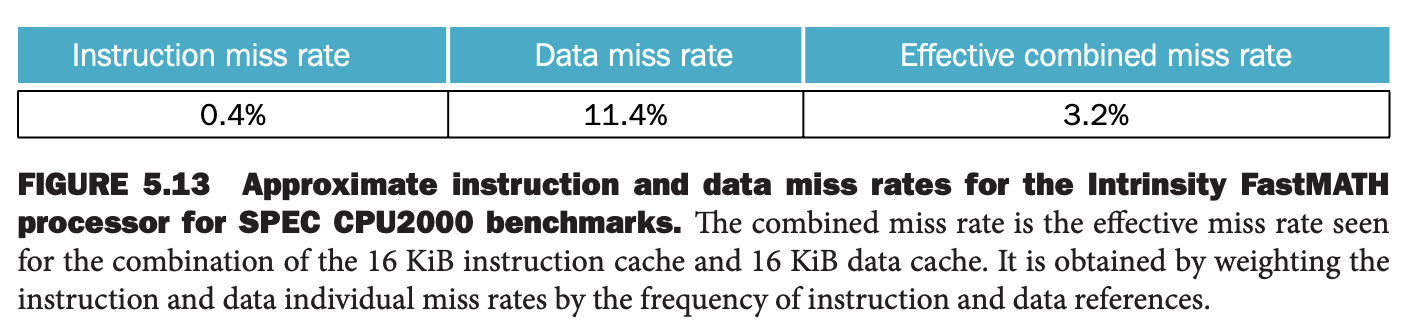 Instruction miss rate Data miss rate Effective combined miss rate
0.4% 11.4% 3.2%
FIGURE 5.13 Approximate instruction and data miss rates for the Intrinsity FastMATH
processor for SPEC CPU2000 benchmarks. The combined miss rate is the effective miss rate seen
for the combination of the 16 KiB instruction cache and 16 KiB data cache. It is obtained by weighting the
instruction and data individual miss rates by the frequency of instruction and data references.